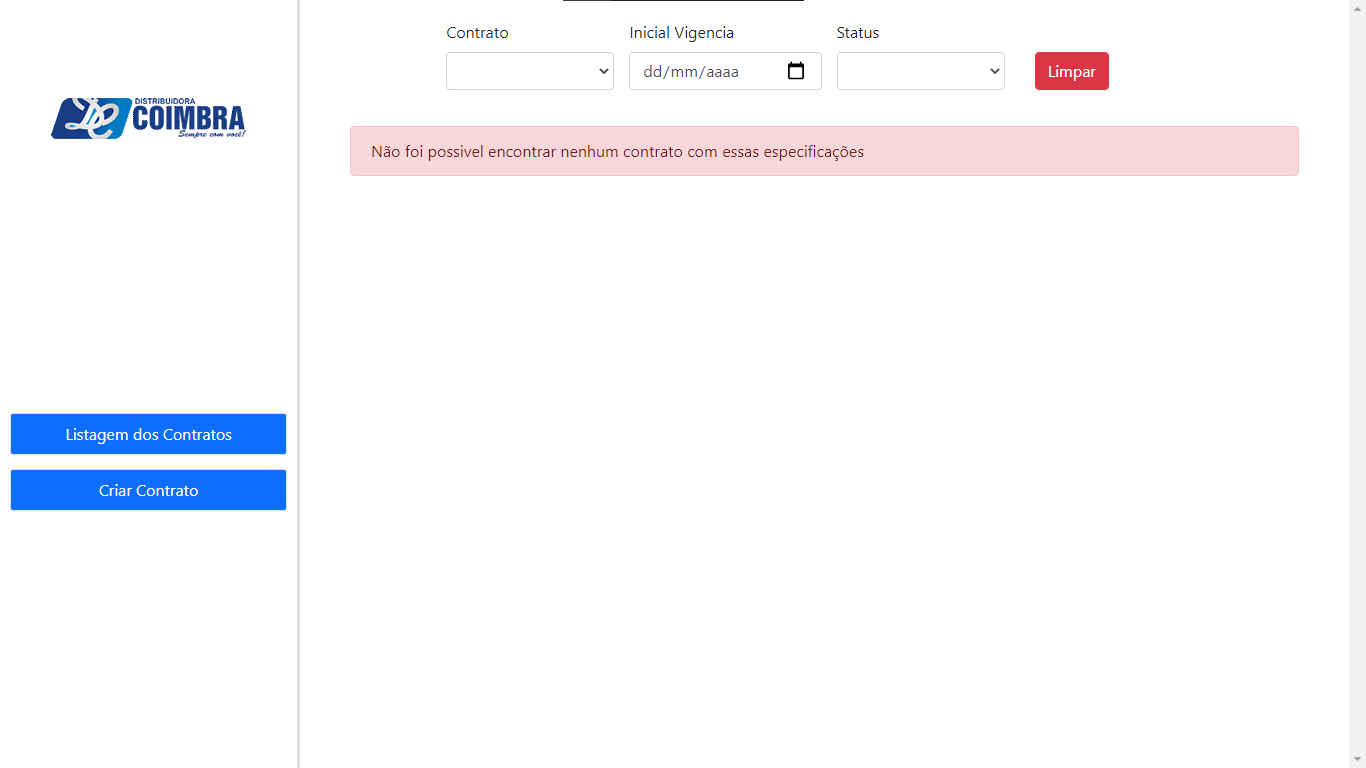 DISTRIBUIDORA
COIMBRA
Sempre com você!
Listagem dos Contratos
Criar Contrato
Contrato
Inicial Vigencia
Status
dd/mm/aaaa
Limpar
Não foi possivel encontrar nenhum contrato com essas especificações